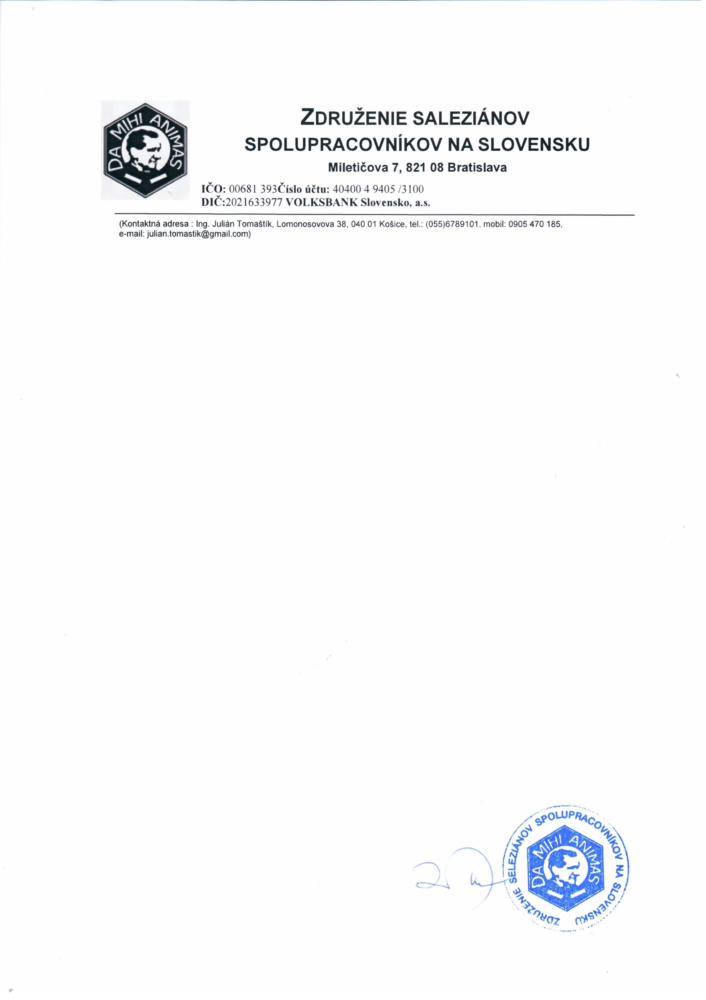 DA MIHI ANIMAS
ZDRUŽENIE SALEZIÁNOV
SPOLUPRACOVNÍKOV NA SLOVENSKU
Miletičova 7, 821 08 Bratislava
IČO: 00681 393Číslo účtu: 40400 4 9405 /3100
DIČ:2021633977 VOLKSBANK Slovensko, a.s.
(Kontaktná adresa : Ing. Julián Tomaštík, Lomonosovova 38, 040 01 Košice, tel.: (055)6789101, mobil: 0905 470 185,
e-mail: julian.tomastik@gmail.com)
ZDRUŽENIE SELEZIÁNOV SPOLUPRACOVNÍKOV NA SLOVENSKU
DA MIHI ANIMAS